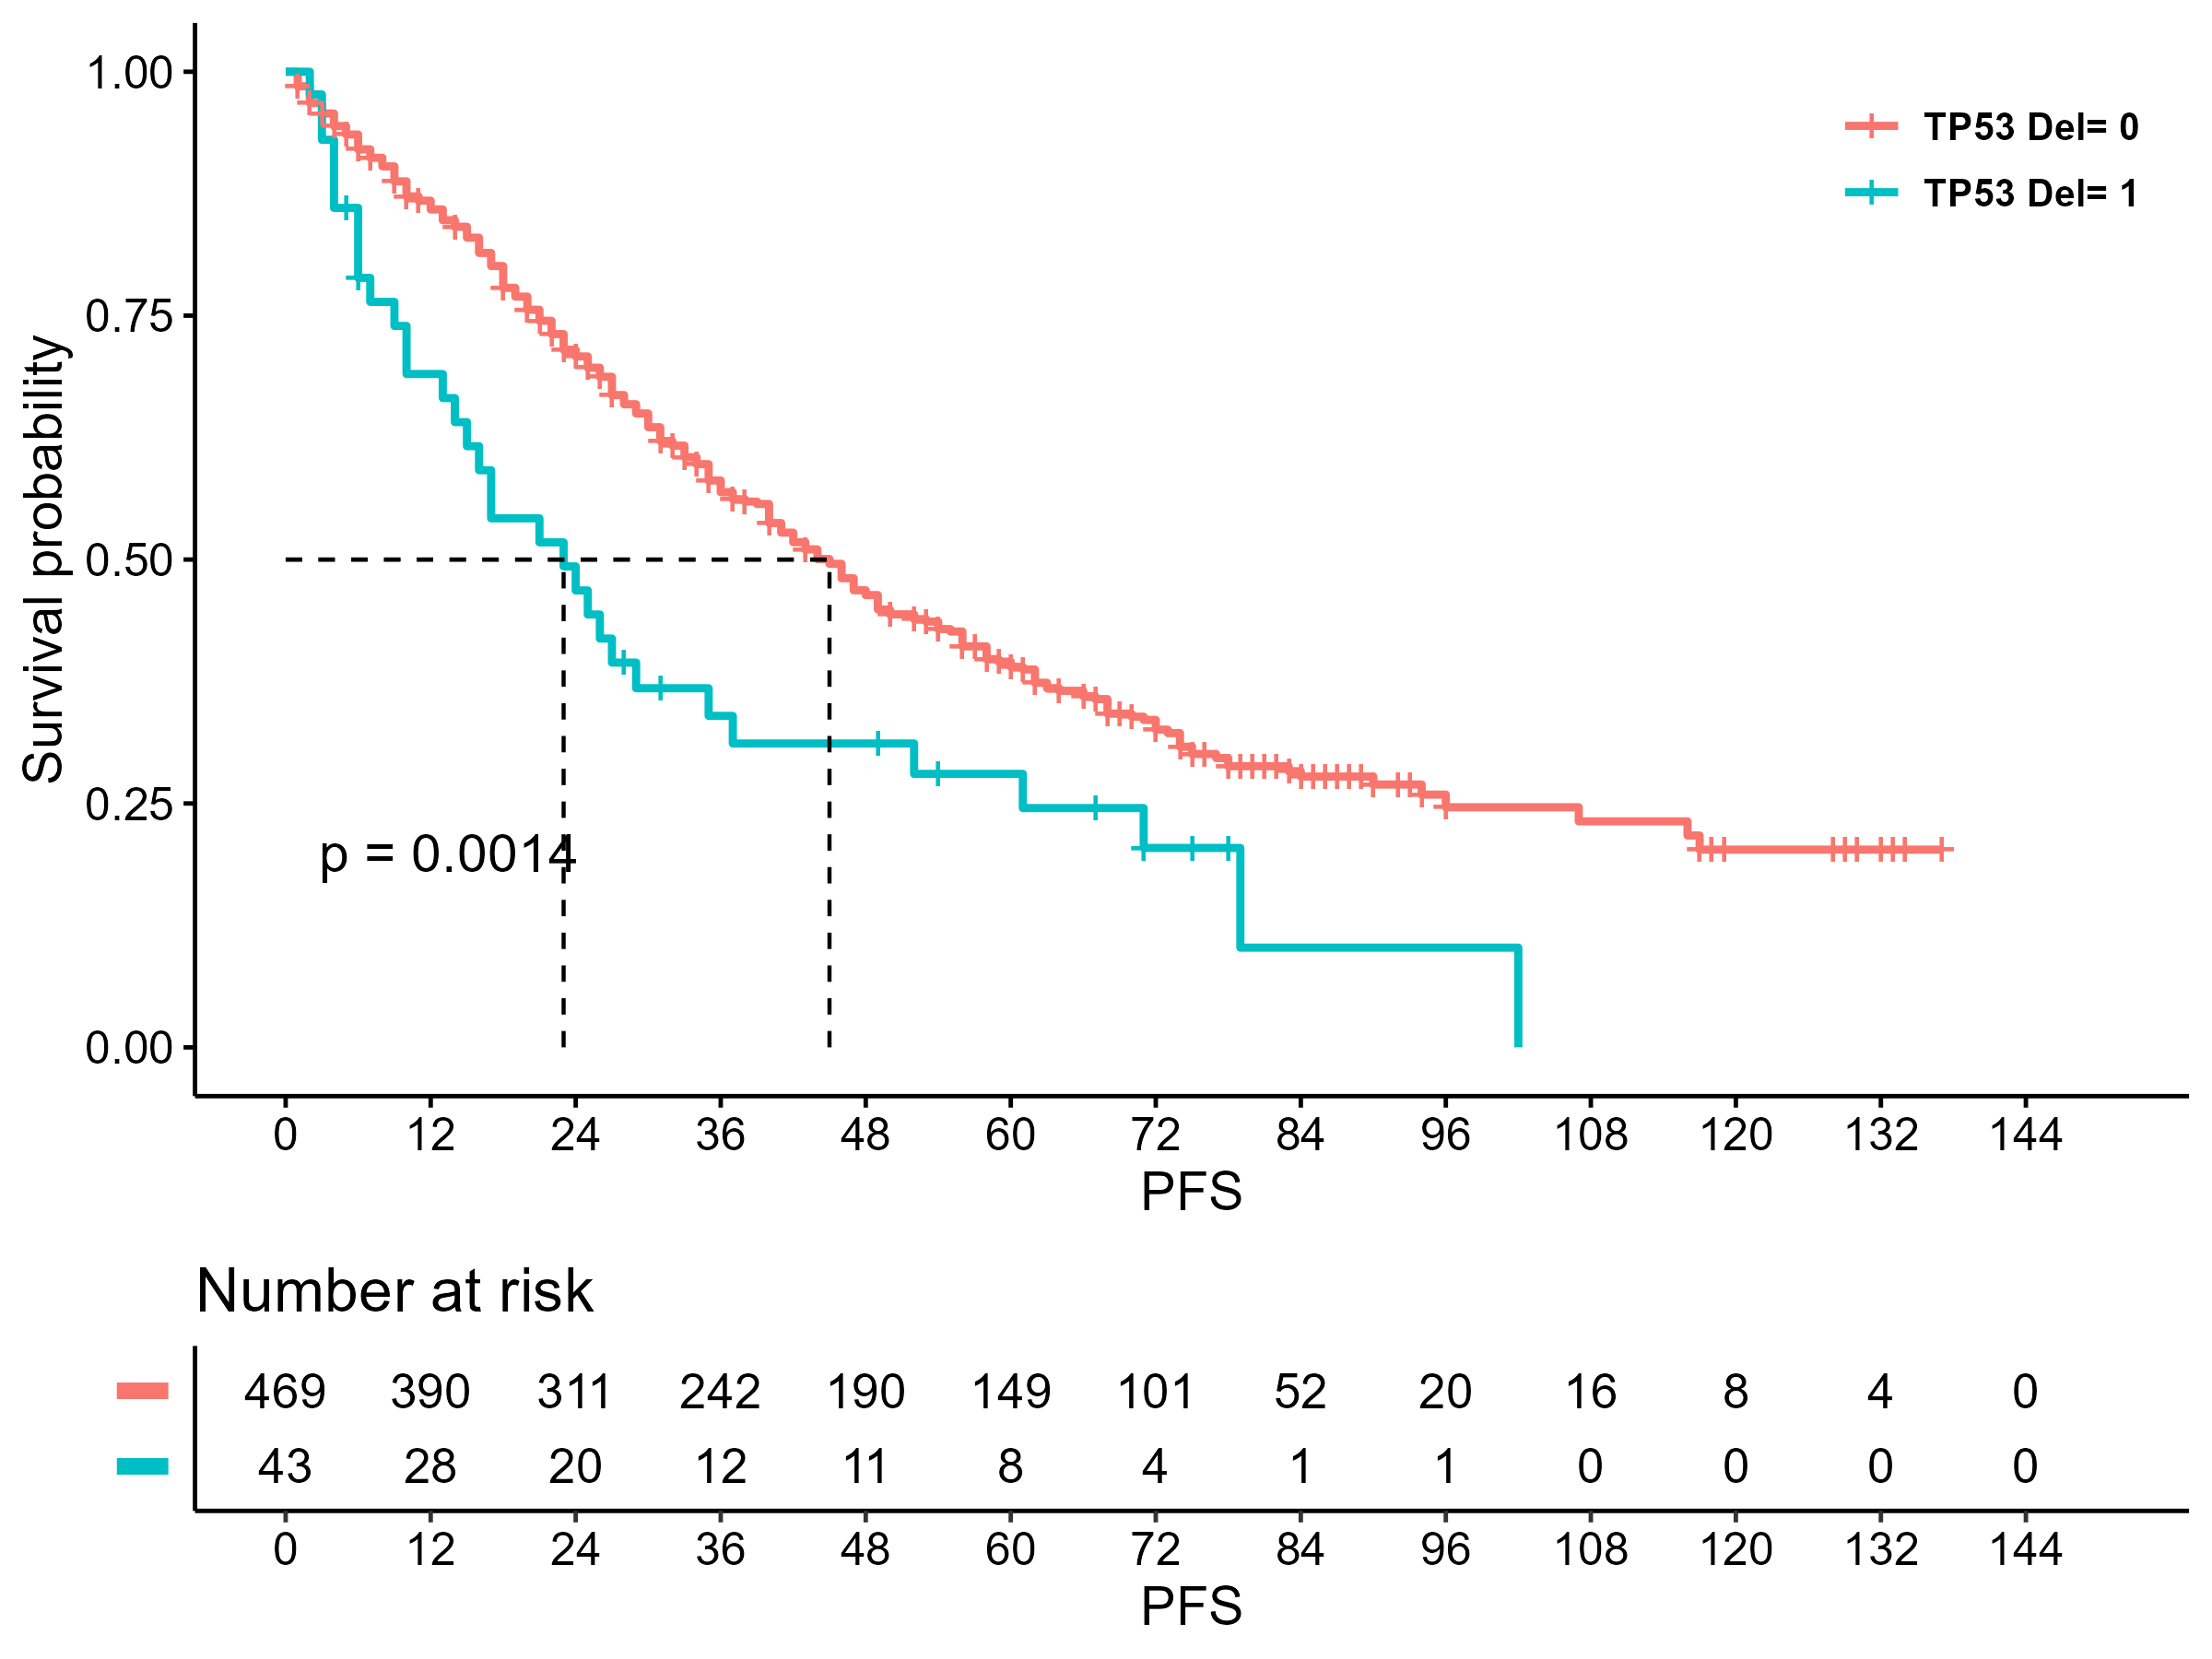 1.00
0.75
0.50
0.25
0.00
Survival probability
TP53 Del= 0
TP53 Del= 1
p = 0.0014
0 12 24 36 48 60 72 84 96 108 120 132 144
PFS
Number at risk
469 390 311 242 190 149 101 52 20 16 8 4 0
43 28 20 12 11 8 4 1 1 0 0 0 0
0 12 24 36 48 60 72 84 96 108 120 132 144
PFS